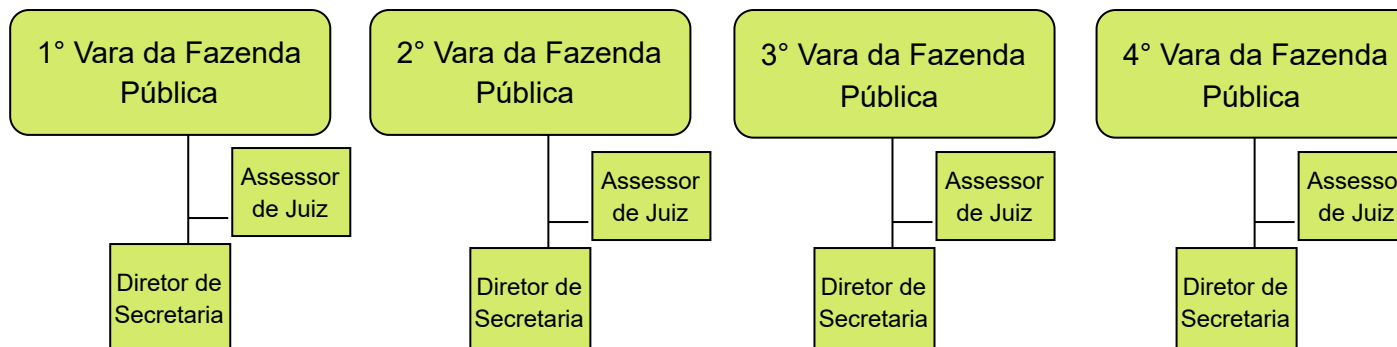 1° Vara da Fazenda
Pública
Assessor
de Juiz
Diretor de
Secretaria
2° Vara da Fazenda
Pública
Assessor
de Juiz
Diretor de
Secretaria
3° Vara da Fazenda
Pública
Assessor
de Juiz
Diretor de
Secretaria
4° Vara da Fazenda
Pública
Assesso
de Juiz
Diretor de
Secretaria